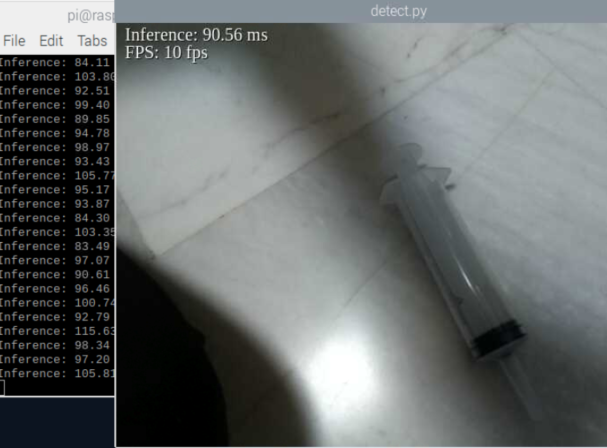 pi@rasp
File Edit Tabs
Inference: 84.11
Inference: 103.80
Inference: 92.51
Inference: 99.40
Inference: 89.85
Inference: 94.78
Inference: 98.97
Inference: 93.43
Inference: 105.77
Inference: 95.17
Inference: 93.87
Inference: 84.30
Inference: 103.35
Inference: 83.49
Inference: 97.07
Inference: 90.61
Inference: 96.46
Inference: 100.74
Inference: 92.79
Inference: 115.63
Inference: 98.34
Inference: 97.20
Inference: 105.81
detect.py
Inference: 90.56 ms
FPS: 10 fps